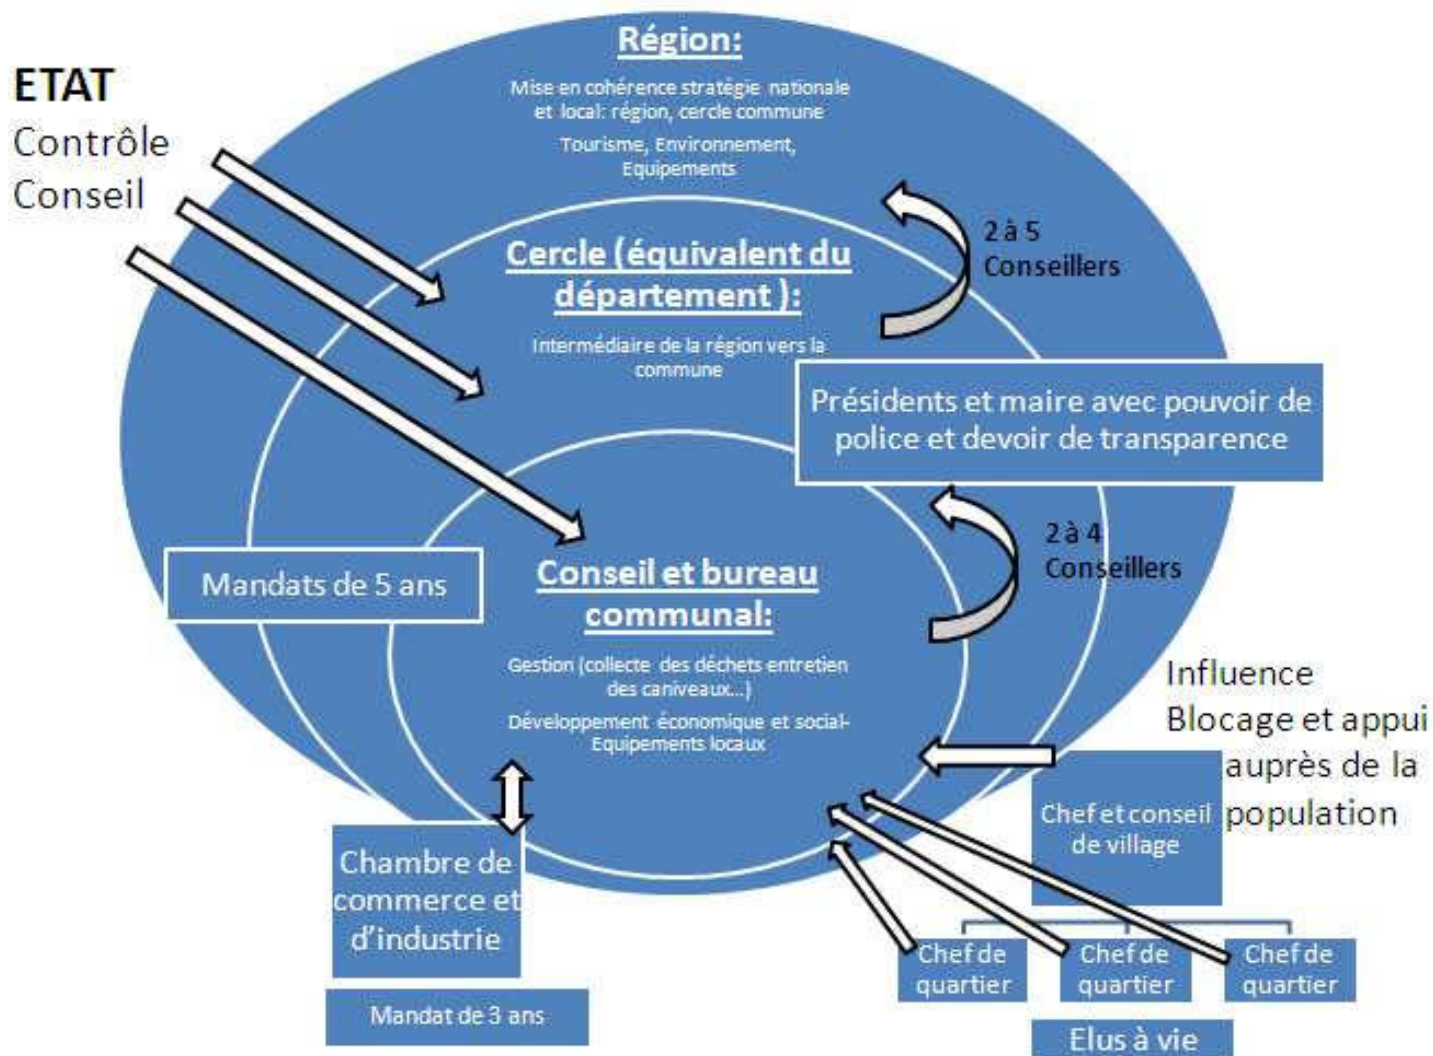 Région:
Mise en cohérence stratégie nationale
et local: région, cercle commune
Tourisme, Environnement,
Equipements
ETAT
Contrôle
Conseil
Cercle (équivalent du
département ):
Intermédiaire de la région vers la
commune
2 à 5
Conseillers
Présidents et maire avec pouvoir de
police et devoir de transparence
Mandats de 5 ans
2 à 4
Conseillers
Conseil et bureau
communal:
Gestion (collecte des déchets entretien
des caniveaux...)
Développement économique et social-
Equipements locaux
Influence
Blocage et appui
auprès de la
population
Chef et conseil
de village
Chambre de
commerce et
d'industrie
Mandat de 3 ans
Chef de
quartier
Chef de
quartier
Chef de
quartier
Elus à vie